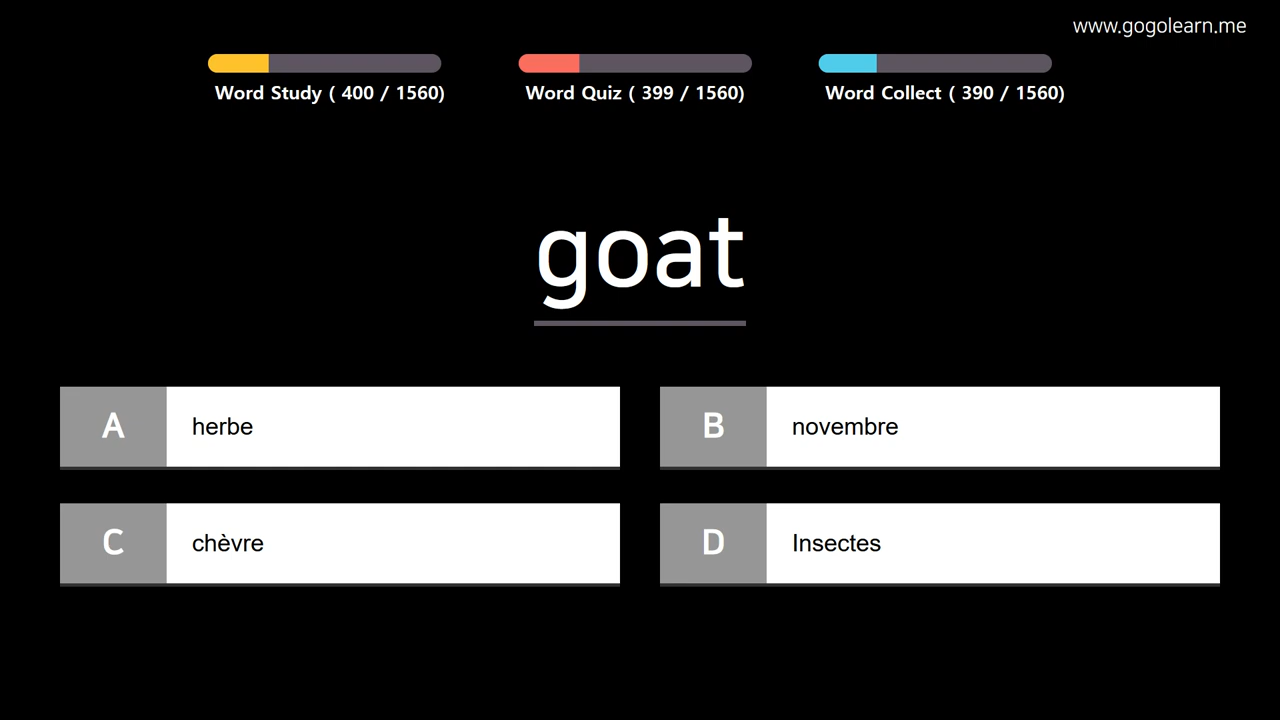 www.gogolearn.me
Word Study ( 400 / 1560)
Word Quiz ( 399 / 1560)
Word Collect ( 390 / 1560)
goat
A
herbe
B
novembre
C
chèvre
D
Insectes